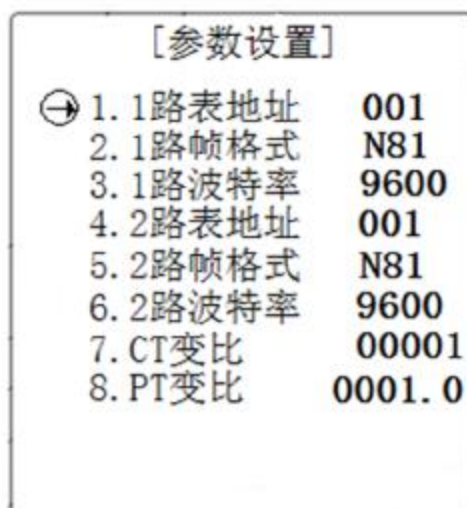 [参数设置]
1.1路表地址 001
2.1路帧格式 N81
3.1路波特率 9600
4.2路表地址 001
5.2路帧格式 N81
6.2路波特率 9600
7.CT变比 00001
8.PT变比 0001.0